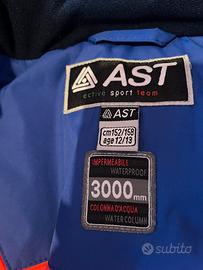 AST
active sport team
AST
cm152/158
age 12/13
IMPERMEABILE
WATERPROOF
3000mm
COLONNA D'ACQUA
WATER COLUMN
subito